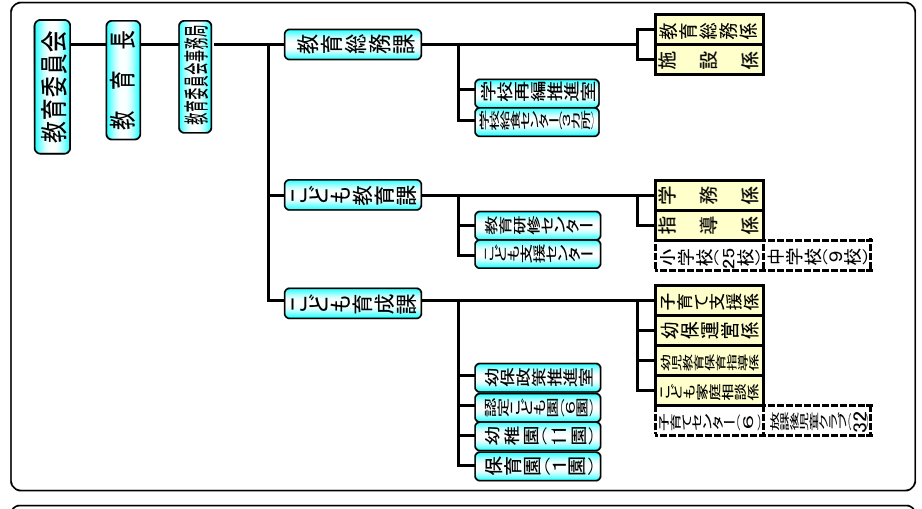 教育委員会
教育長
教育委員会事務局
教育総務課
教育総務係
施設係
学校再編推進室
学校給食センター(3カ所)
こども教育課
学務係
指導係
教育研修センター
こども支援センター
小学校(25校)
中学校(9校)
こども育成課
子育て支援係
幼保運営係
幼児教育保育指導係
こども家庭相談係
幼保政策推進室
認定こども園(6園)
幼稚園(11園)
保育園(1園)
子育てセンター(6)
放課後児童クラブ(32